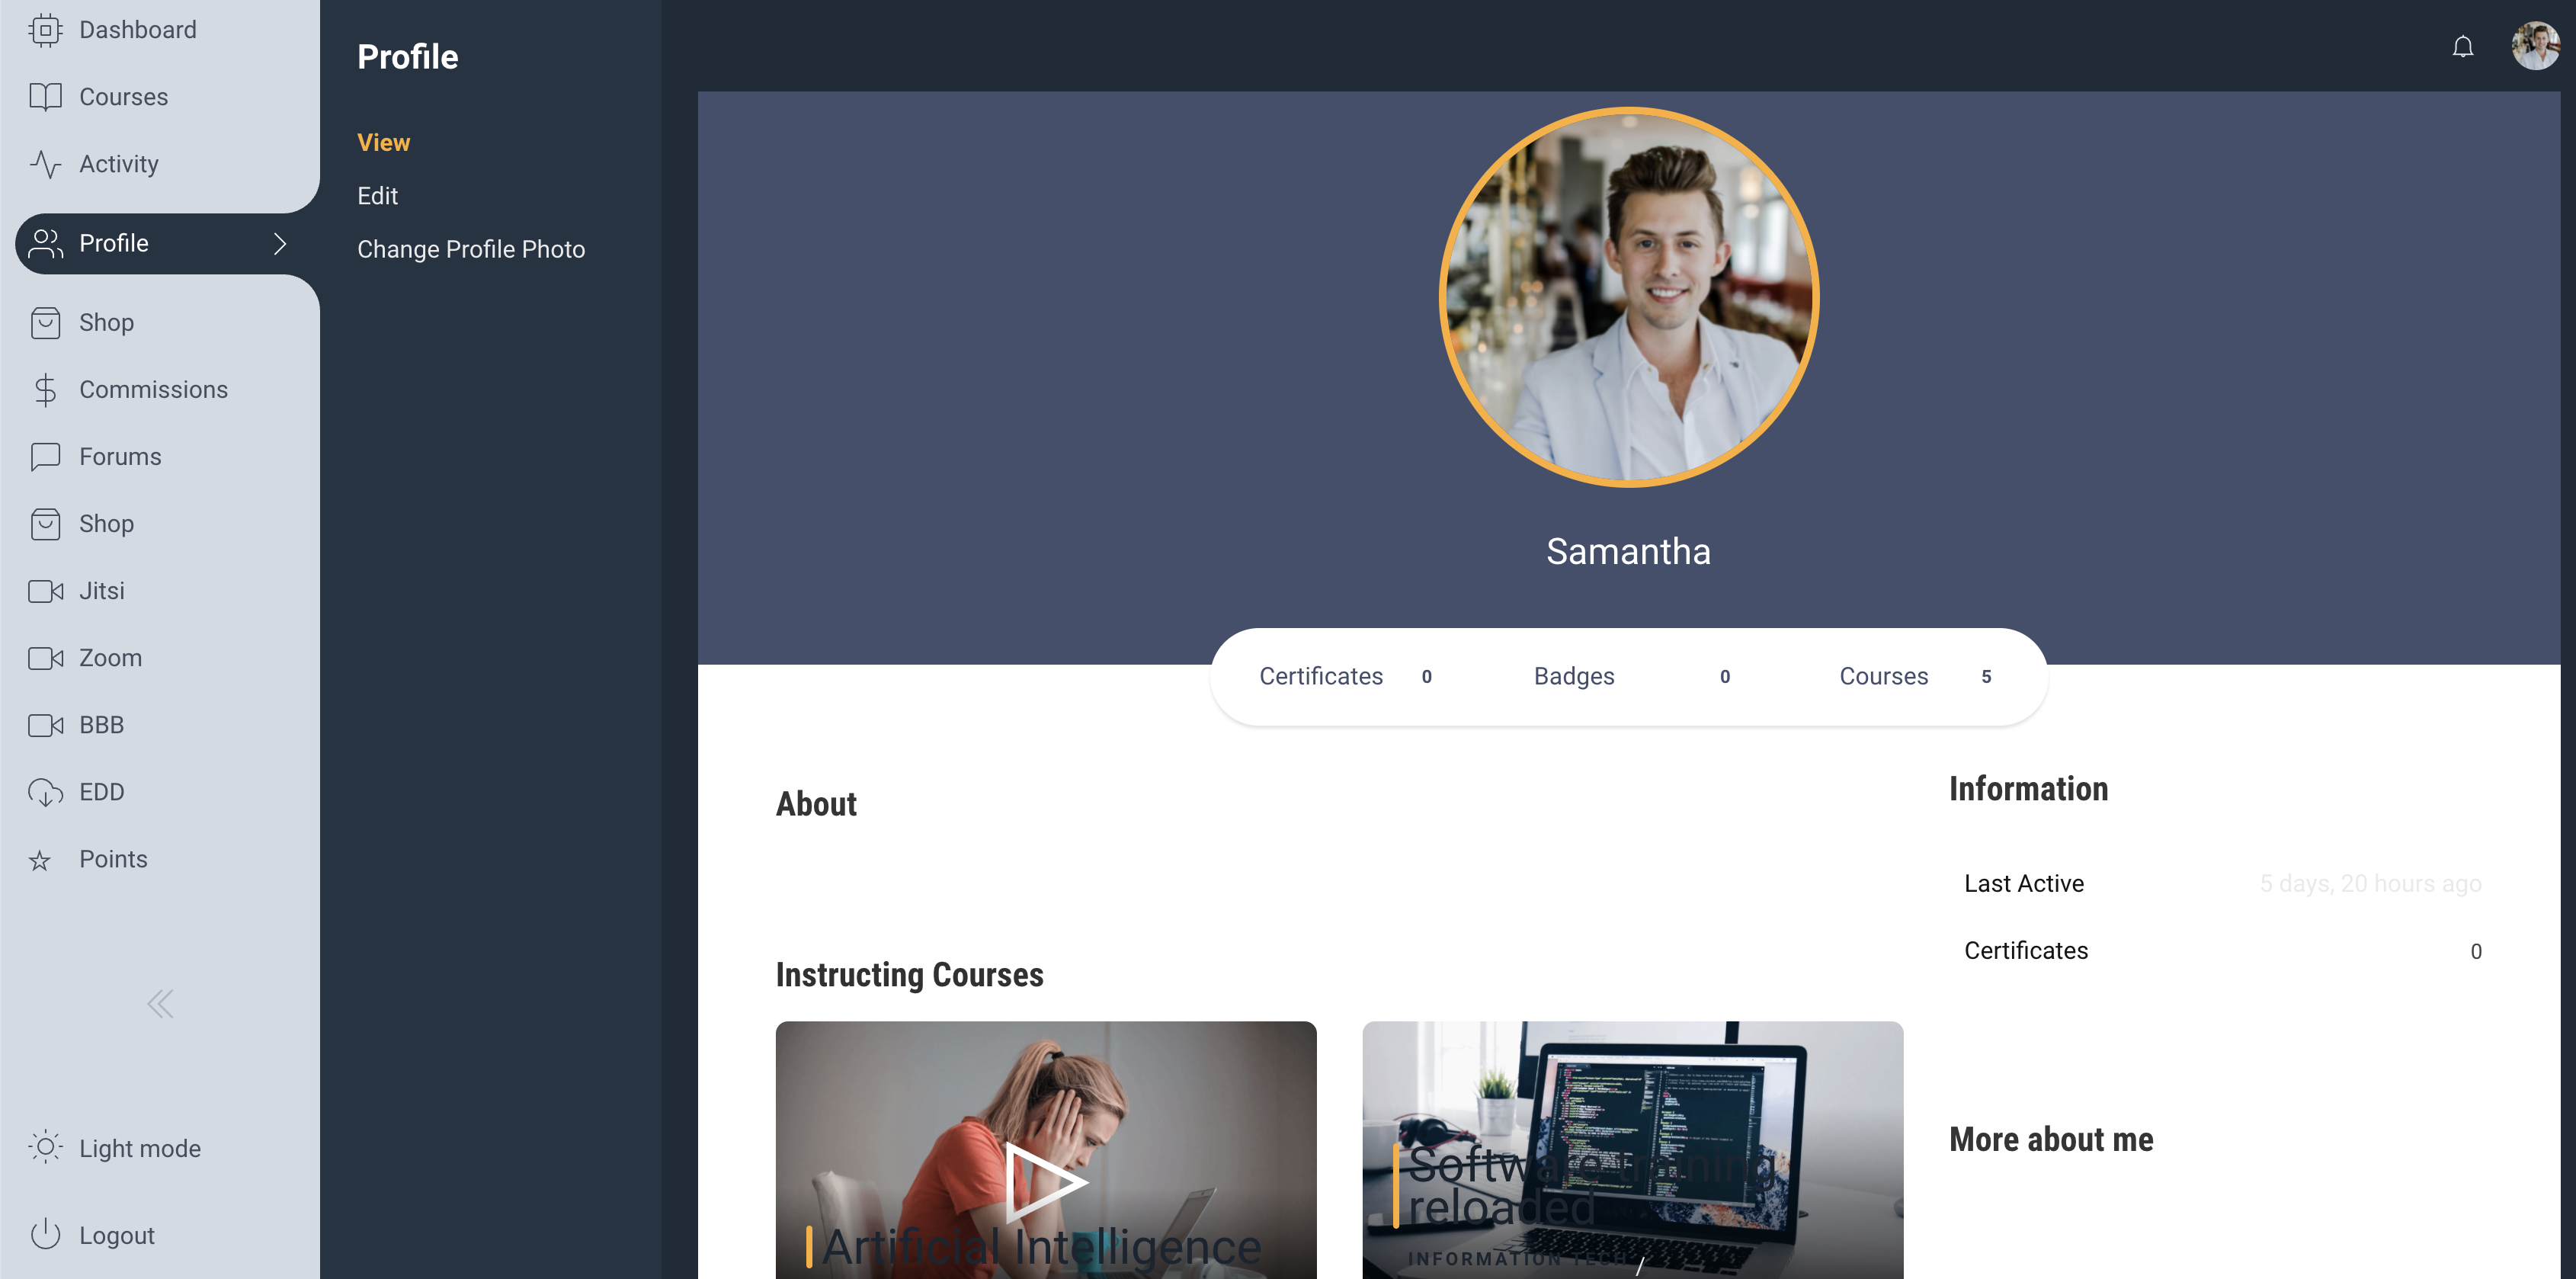 Dashboard
Courses
Activity
Profile
Shop
Commissions
Forums
Shop
Jitsi
Zoom
BBB
EDD
Points
Light mode
Logout
Profile
View
Edit
Change Profile Photo
Samantha
Certificates 0 Badges 0 Courses 5
About
Instructing Courses
Artificial Intelligence
Software training
reloaded
INFORMATION TECH /
Information
Last Active 5 days, 20 hours ago
Certificates 0
More about me